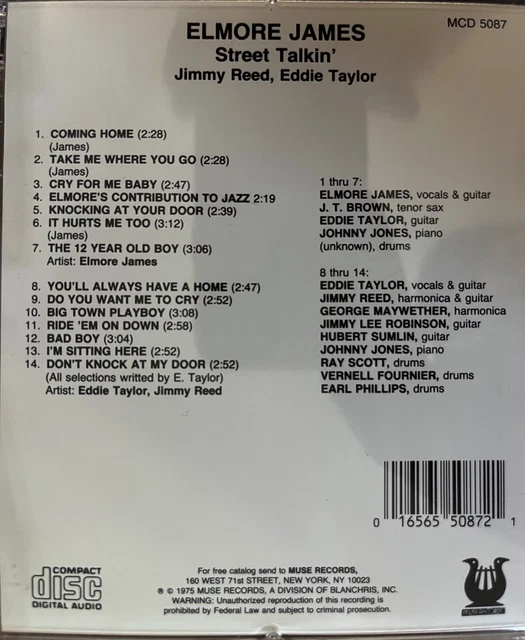 ELMORE JAMES
MCD 5087
Street Talkin'
Jimmy Reed, Eddie Taylor
1. COMING HOME (2:28)
(James)
2. TAKE ME WHERE YOU GO (2:28)
(James)
3. CRY FOR ME BABY (2:47)
4. ELMORE'S CONTRIBUTION TO JAZZ 2:19
5. KNOCKING AT YOUR DOOR (2:39)
6. IT HURTS ME TOO (3:12)
(James)
7. THE 12 YEAR OLD BOY (3:06)
Artist: Elmore James
1 thru 7:
ELMORE JAMES, vocals & guitar
J. T. BROWN, tenor sax
EDDIE TAYLOR, guitar
JOHNNY JONES, piano
(unknown), drums
8. YOU'LL ALWAYS HAVE A HOME (2:47)
9. DO YOU WANT ME TO CRY (2:52)
10. BIG TOWN PLAYBOY (3:08)
11. RIDE 'EM ON DOWN (2:58)
12. BAD BOY (3:04)
13. I'M SITTING HERE (2:52)
14. DON'T KNOCK AT MY DOOR (2:52)
(All selections writted by E. Taylor)
Artist: Eddie Taylor, Jimmy Reed
8 thru 14:
EDDIE TAYLOR, vocals & guitar
JIMMY REED, harmonica & guitar
GEORGE MAYWETHER, harmonica
JIMMY LEE ROBINSON, guitar
HUBERT SUMLIN, guitar
JOHNNY JONES, piano
RAY SCOTT, drums
VERNELL FOURNIER, drums
EARL PHILLIPS, drums
0 16565 50872 1
COMPACT
disc
DIGITAL AUDIO
For free catalog send to MUSE RECORDS,
160 WEST 71st STREET, NEW YORK, NY 10023
℗ © 1975 MUSE RECORDS, A DIVISION OF BLANCHRIS, INC.
WARNING: Unauthorized reproduction of this recording is
prohibited by Federal Law and subject to criminal prosecution.